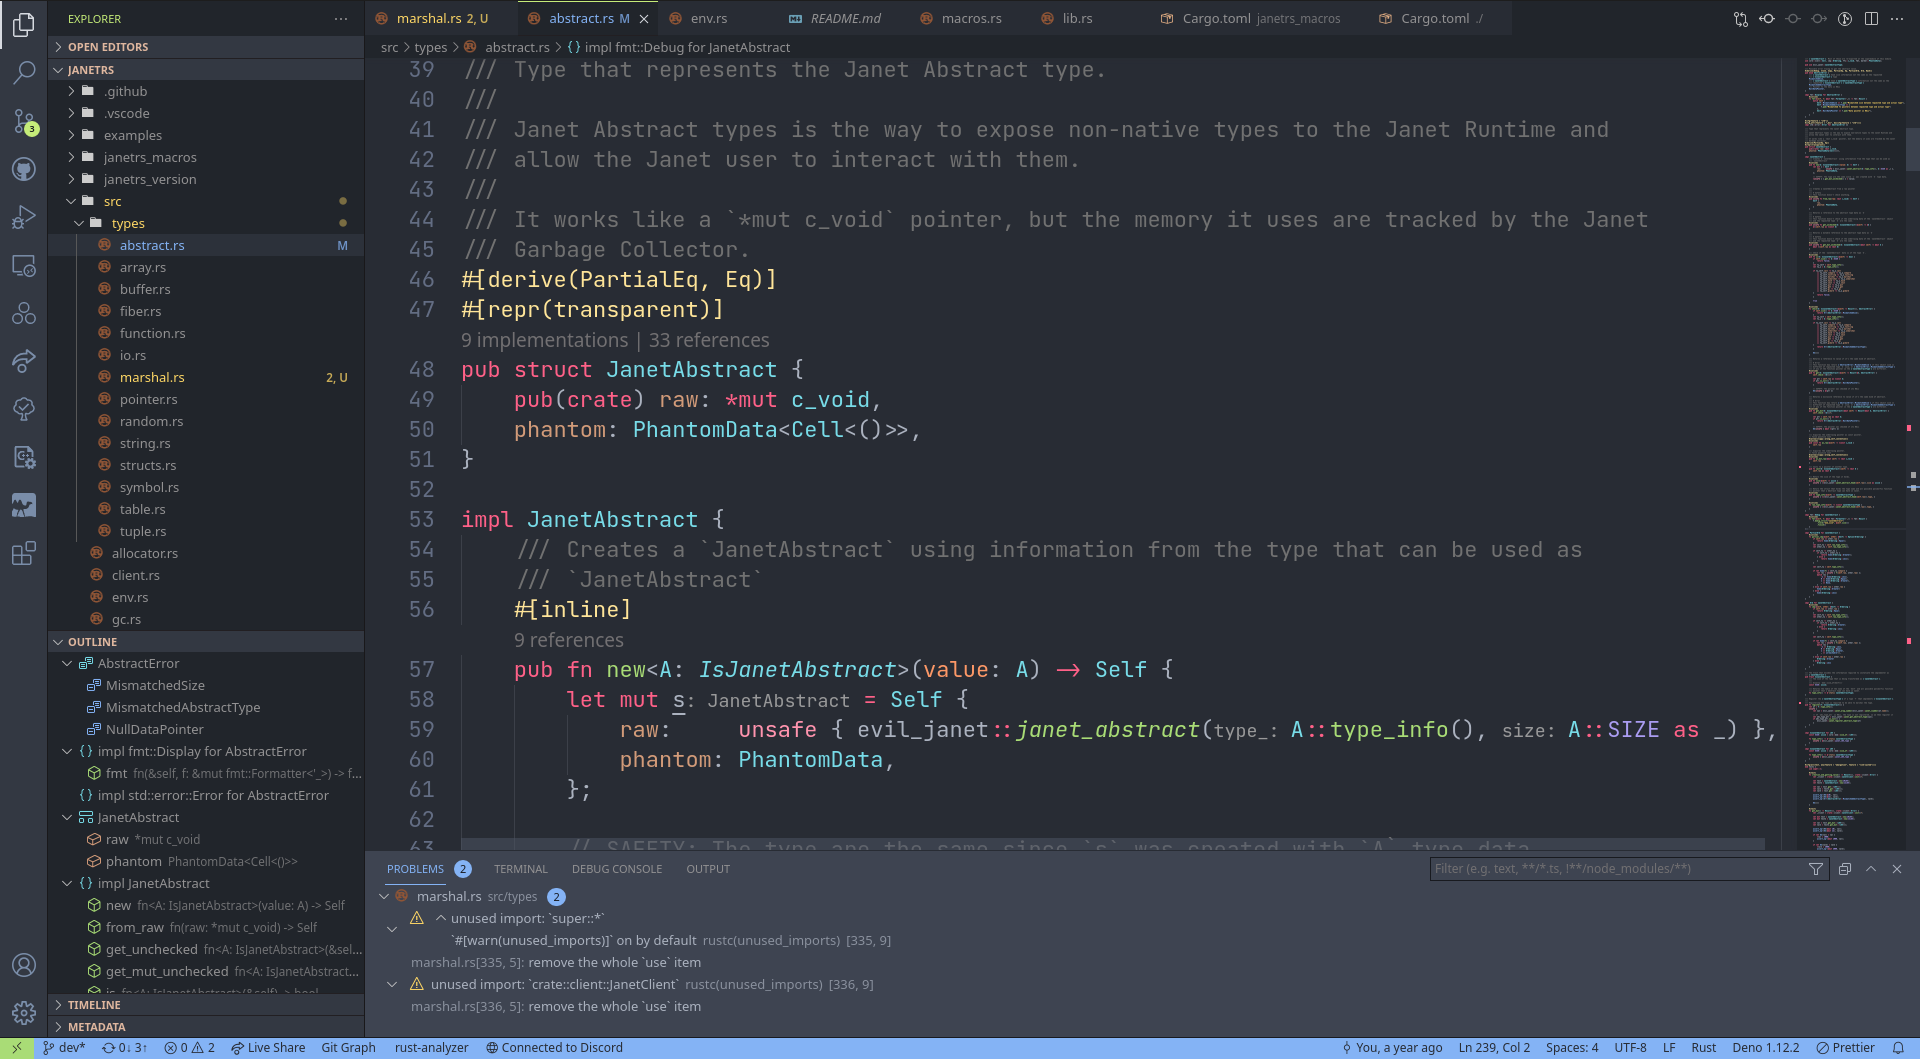 EXPLORER
OPEN EDITORS
JANETRS
.github
.vscode
examples
janetrs_macros
janetrs_version
src
types
abstract.rs M
array.rs
buffer.rs
fiber.rs
function.rs
io.rs
marshal.rs 2, U
pointer.rs
random.rs
string.rs
structs.rs
symbol.rs
table.rs
tuple.rs
allocator.rs
client.rs
env.rs
gc.rs
OUTLINE
AbstractError
MismatchedSize
MismatchedAbstractType
NullDataPointer
impl fmt::Display for AbstractError
fmt fn(&self, f: &mut fmt::Formatter<'_>) -> f...
impl std::error::Error for AbstractError
JanetAbstract
raw *mut c_void
phantom PhantomData<Cell<()>>
impl JanetAbstract
new fn<A: IsJanetAbstract>(value: A) -> Self
from_raw fn(raw: *mut c_void) -> Self
get_unchecked fn<A: IsJanetAbstract>(&sel...
get_mut_unchecked fn<A: IsJanetAbstract...
is fn<A: IsJanetAbstract>(&self) -> bool
TIMELINE
METADATA
3
marshal.rs 2, U abstract.rs M env.rs README.md macros.rs lib.rs Cargo.toml janetrs_macros Cargo.toml ./
src > types > abstract.rs > {} impl fmt::Debug for JanetAbstract
39 /// Type that represents the Janet Abstract type.
40 ///
41 /// Janet Abstract types is the way to expose non-native types to the Janet Runtime and
42 /// allow the Janet user to interact with them.
43 ///
44 /// It works like a `*mut c_void` pointer, but the memory it uses are tracked by the Janet
45 /// Garbage Collector.
46 #[derive(PartialEq, Eq)]
47 #[repr(transparent)]
9 implementations | 33 references
48 pub struct JanetAbstract {
49 pub(crate) raw: *mut c_void,
50 phantom: PhantomData<Cell<()>>,
51 }
52
53 impl JanetAbstract {
54 /// Creates a `JanetAbstract` using information from the type that can be used as
55 /// `JanetAbstract`
56 #[inline]
9 references
57 pub fn new<A: IsJanetAbstract>(value: A) -> Self {
58 let mut s: JanetAbstract = Self {
59 raw: unsafe { evil_janet::janet_abstract(type_: A::type_info(), size: A::SIZE as _) },
60 phantom: PhantomData,
61 };
62
63 // SAFETY: The type are the same since `s` was created with `A` type data
PROBLEMS 2 TERMINAL DEBUG CONSOLE OUTPUT Filter (e.g. text, **/*.ts, !**/node_modules/**)
marshal.rs src/types 2
unused import: `super::*`
`#[warn(unused_imports)]` on by default rustc(unused_imports) [335, 9]
marshal.rs[335, 5]: remove the whole `use` item
unused import: `crate::client::JanetClient` rustc(unused_imports) [336, 9]
marshal.rs[336, 5]: remove the whole `use` item
dev* 0↓ 3↑ 0 2 Live Share Git Graph rust-analyzer Connected to Discord You, a year ago Ln 239, Col 2 Spaces: 4 UTF-8 LF Rust Deno 1.12.2 Prettier